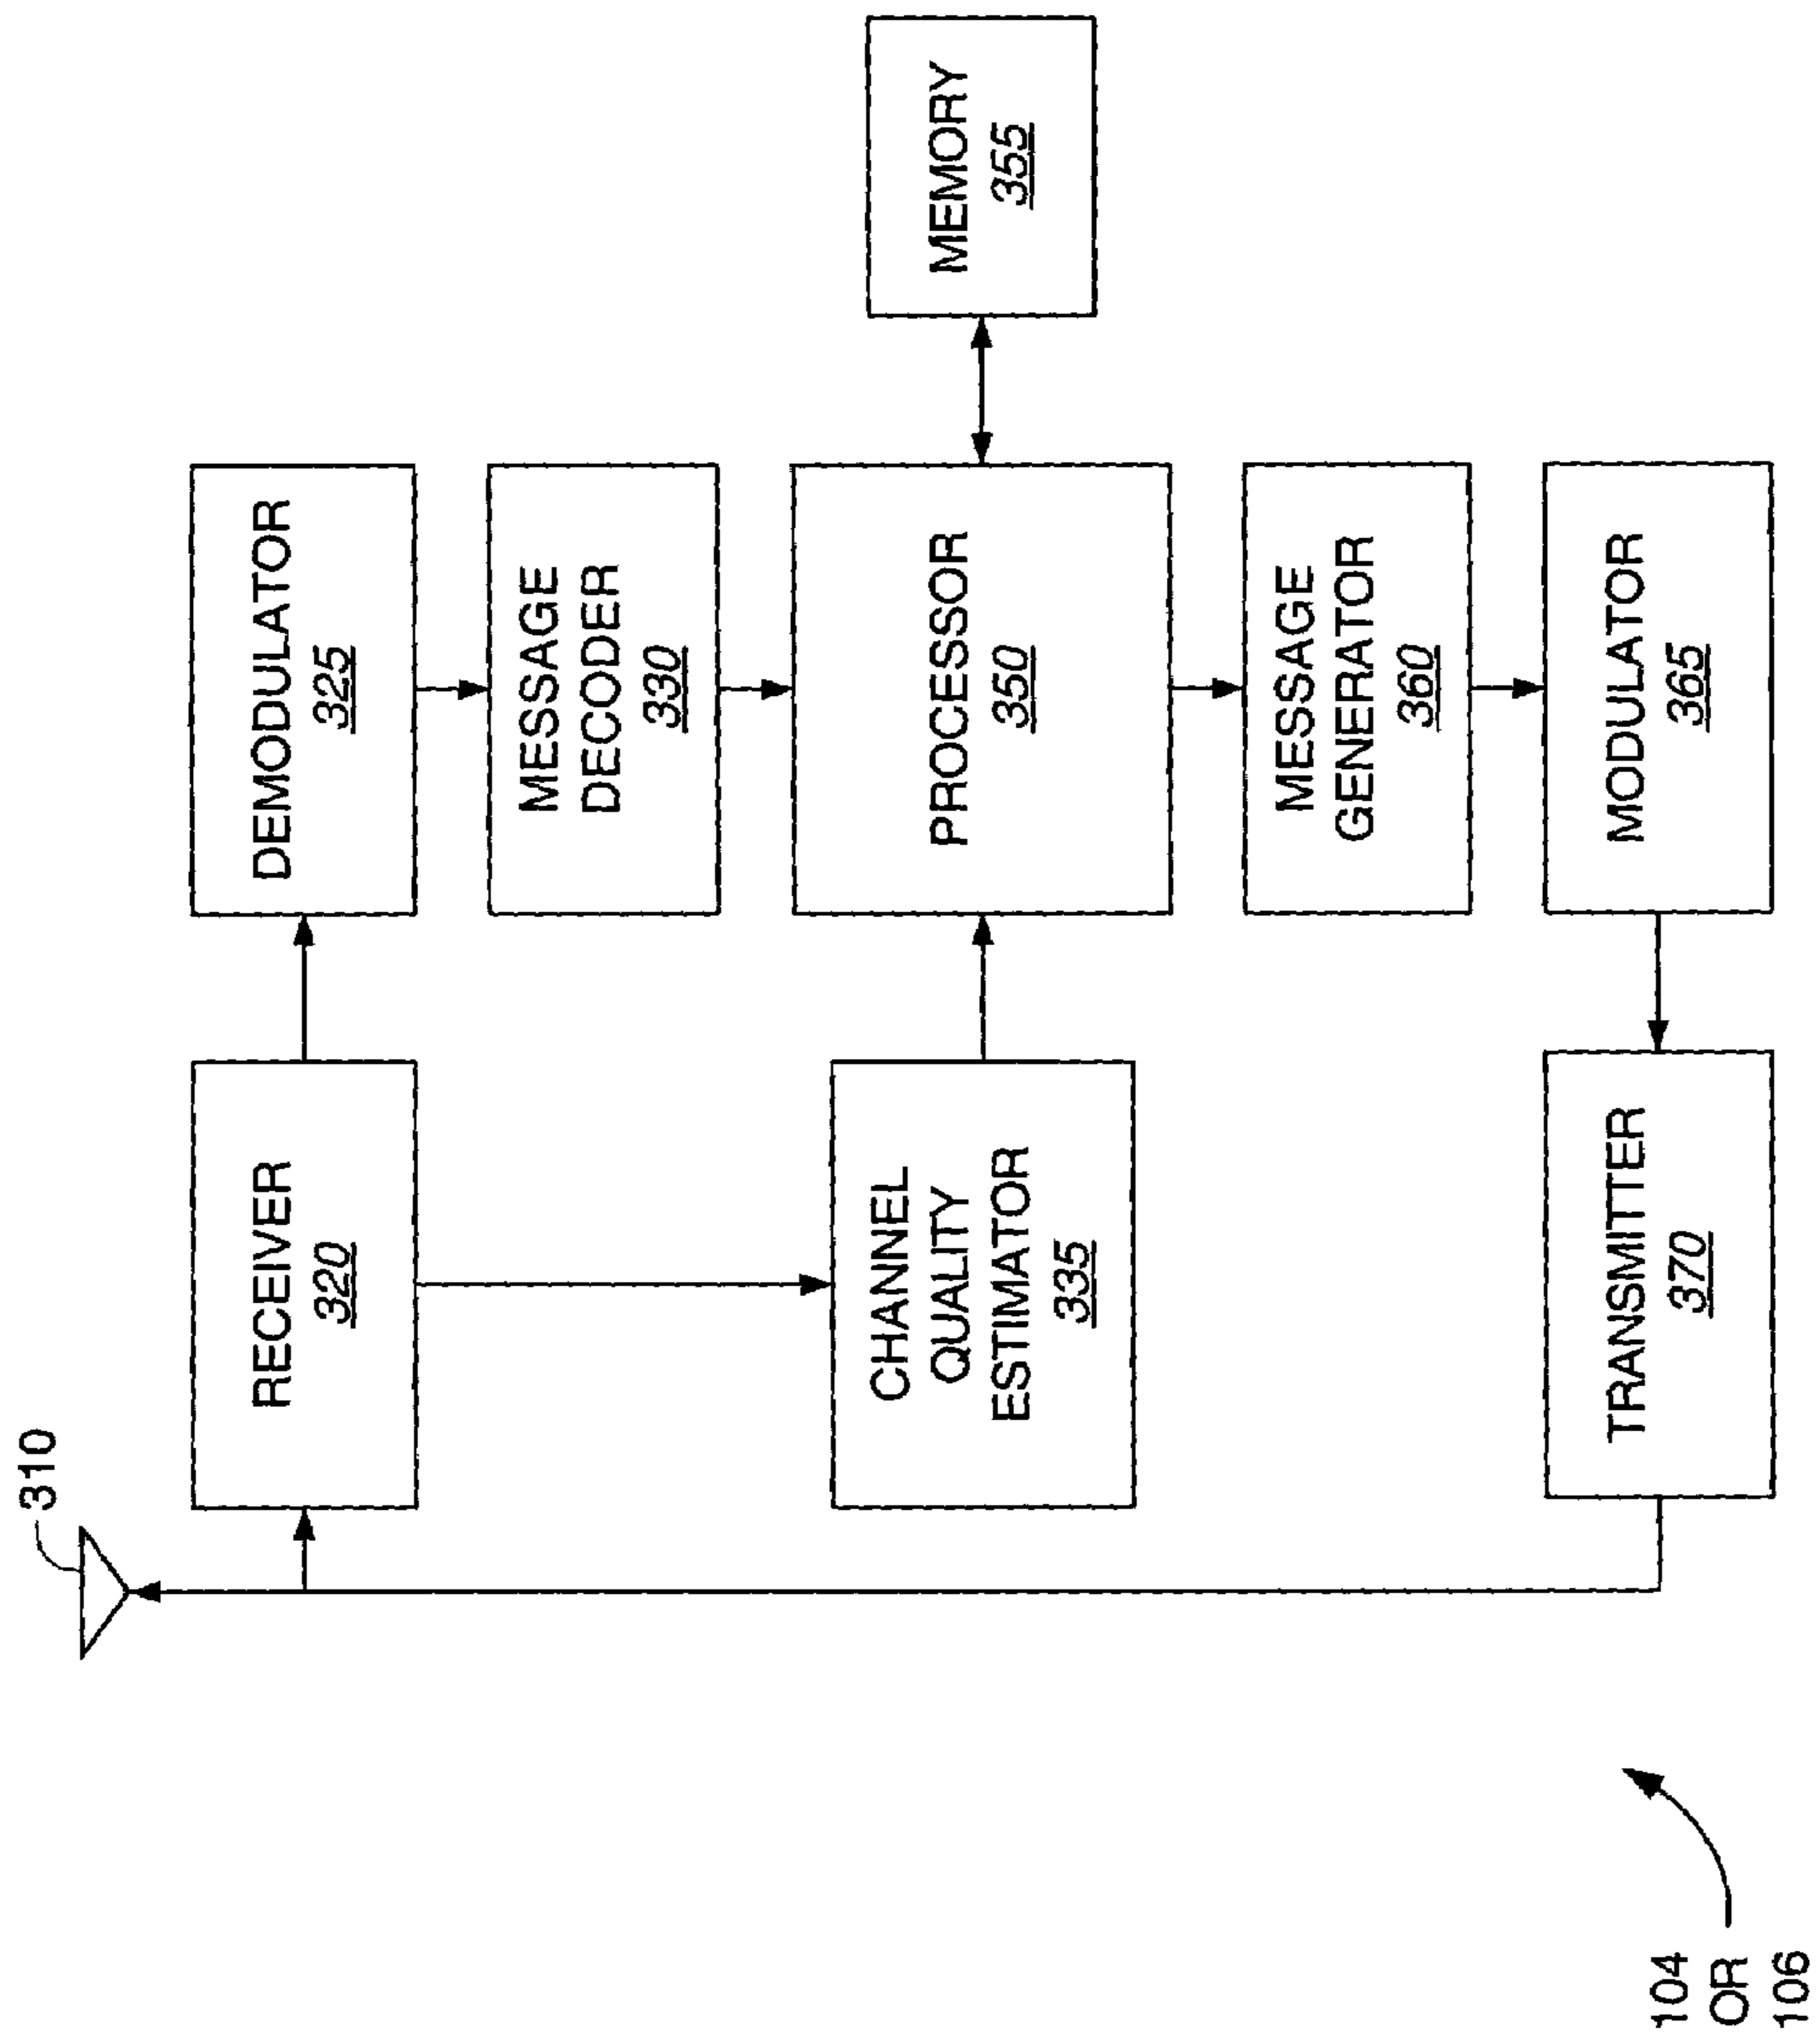 310
RECEIVER
320
DEMODULATOR
325
MESSAGE
DECODER
330
CHANNEL
QUALITY
ESTIMATOR
335
PROCESSOR
350
MEMORY
355
MESSAGE
GENERATOR
360
TRANSMITTER
370
MODULATOR
365
104
OR
106